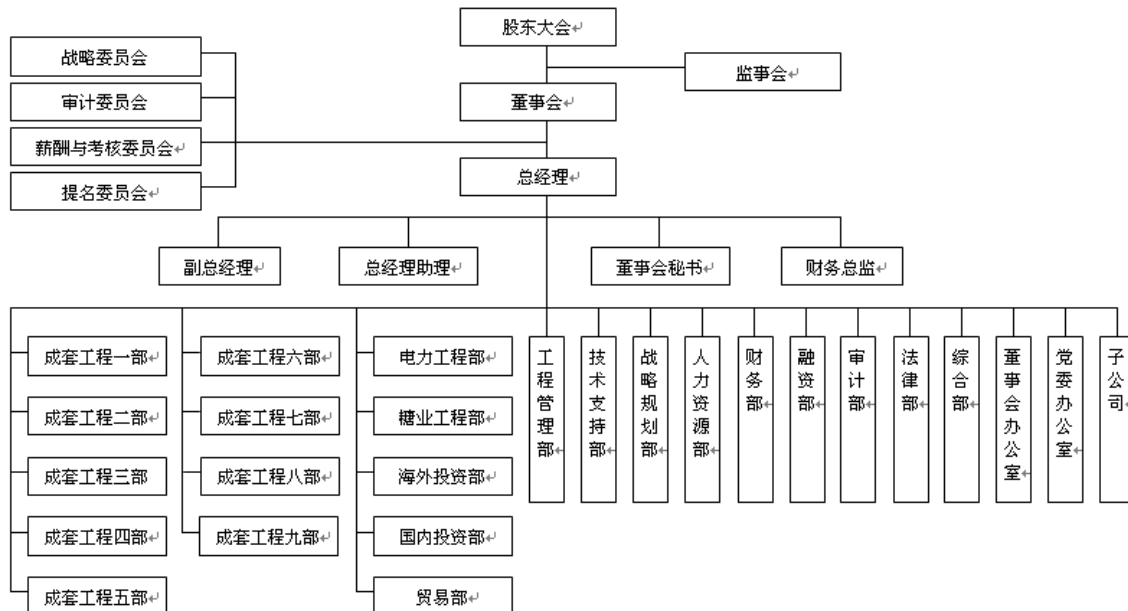 股东大会
战略委员会
监事会
审计委员会
董事会
薪酬与考核委员会
总经理
提名委员会
副总经理
总经理助理
董事会秘书
财务总监
成套工程一部
成套工程二部
成套工程三部
成套工程四部
成套工程五部
成套工程六部
成套工程七部
成套工程八部
成套工程九部
电力工程部
糖业工程部
海外投资部
国内投资部
贸易部
工程管理部
技术支持部
战略规划部
人力资源部
财务部
融资部
审计部
法律部
综合部
董事会办公室
党委办公室
子公司